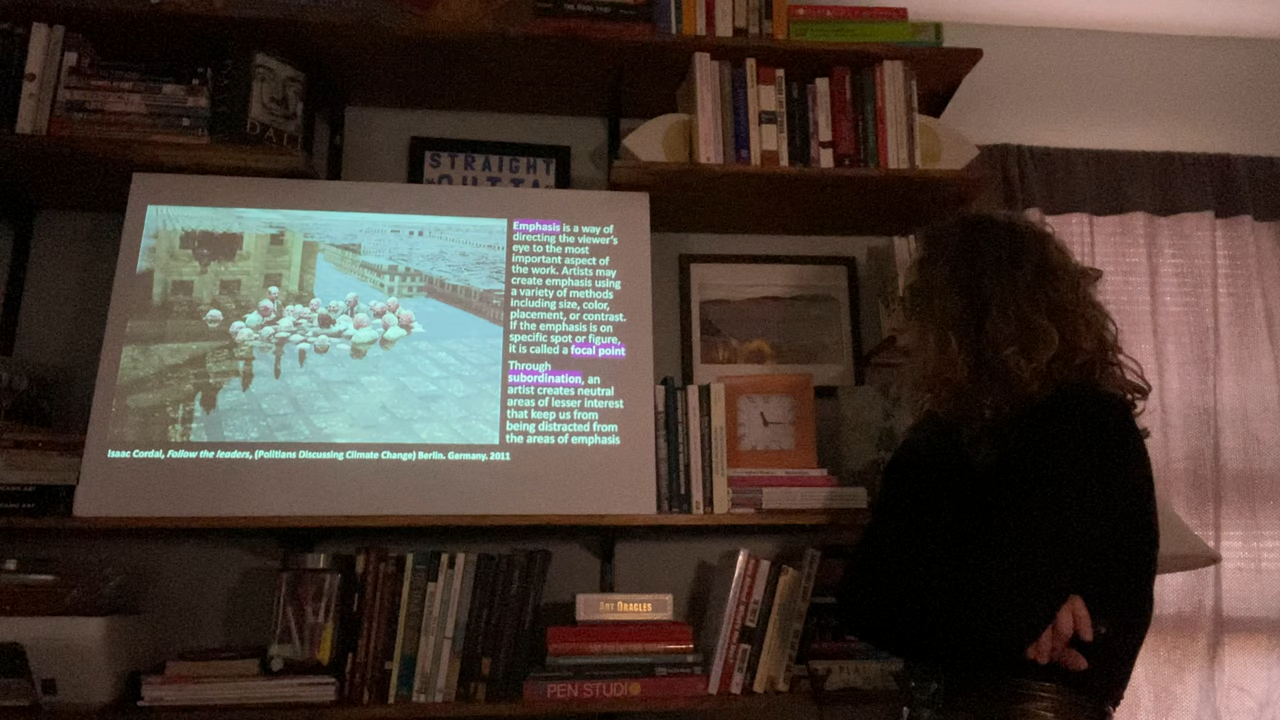 DALÍ
STRAIGHT
OUTTA
Emphasis is a way of
directing the viewer's
eye to the most
important aspect of
the work. Artists may
create emphasis using
a variety of methods
including size, color,
placement, or contrast.
If the emphasis is on
specific spot or figure,
it is called a focal point
Through
subordination, an
artist creates neutral
areas of lesser interest
that keep us from
being distracted from
the areas of emphasis
Isaac Cordal, Follow the leaders, (Politians Discussing Climate Change) Berlin. Germany. 2011
ART ORACLES
PEN STUDIO